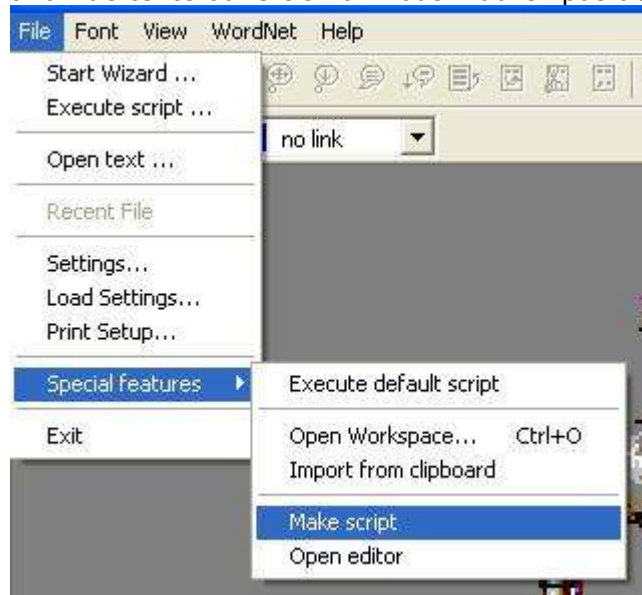 File Font View WordNet Help
Start Wizard ...
Execute script ...
no link
Open text ...
Recent File
Settings...
Load Settings...
Print Setup...
Special features
Execute default script
Exit
Open Workspace... Ctrl+O
Import from clipboard
Make script
Open editor